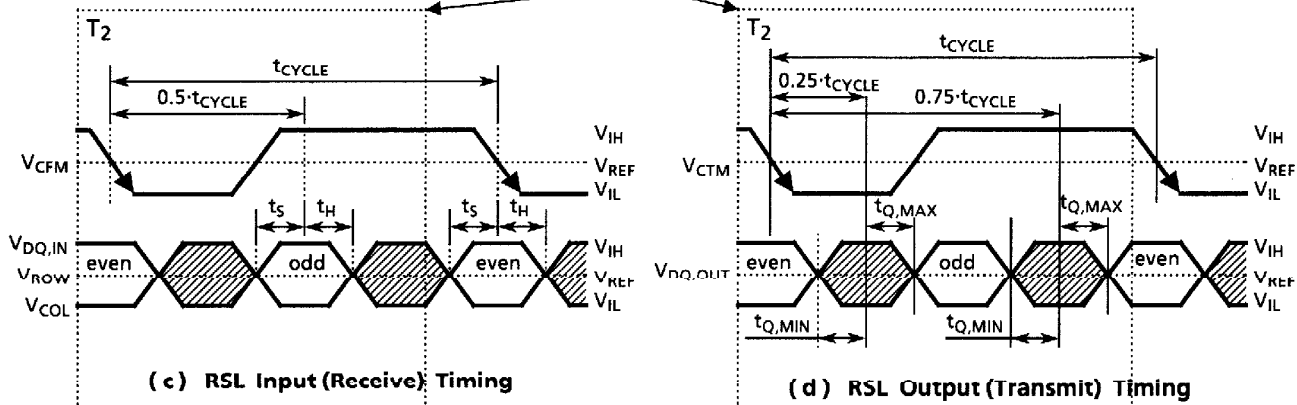 T2
tCYCLE
0.5·tCYCLE
VCFM
VIH
VREF
VIL
tS tH tS tH
VDQ,IN
VROW
VCOL
even odd even
VIH
VREF
VIL
(c) RSL Input (Receive) Timing
T2
tCYCLE
0.25·tCYCLE
0.75·tCYCLE
VCTM
VIH
VREF
VIL
tQ,MAX tQ,MAX
VDQ,OUT
even odd even
VIH
VREF
VIL
tQ,MIN tQ,MIN
(d) RSL Output (Transmit) Timing